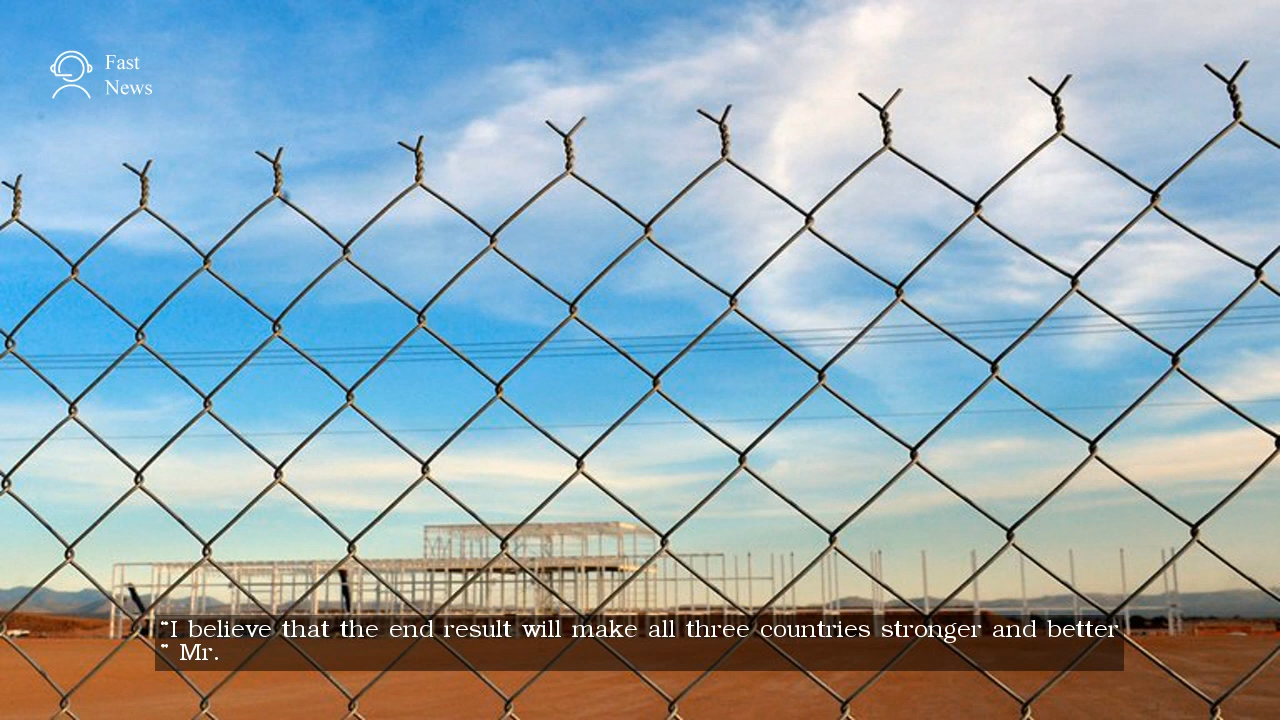 Fast
News
“I believe that the end result will make all three countries stronger and better
” Mr.